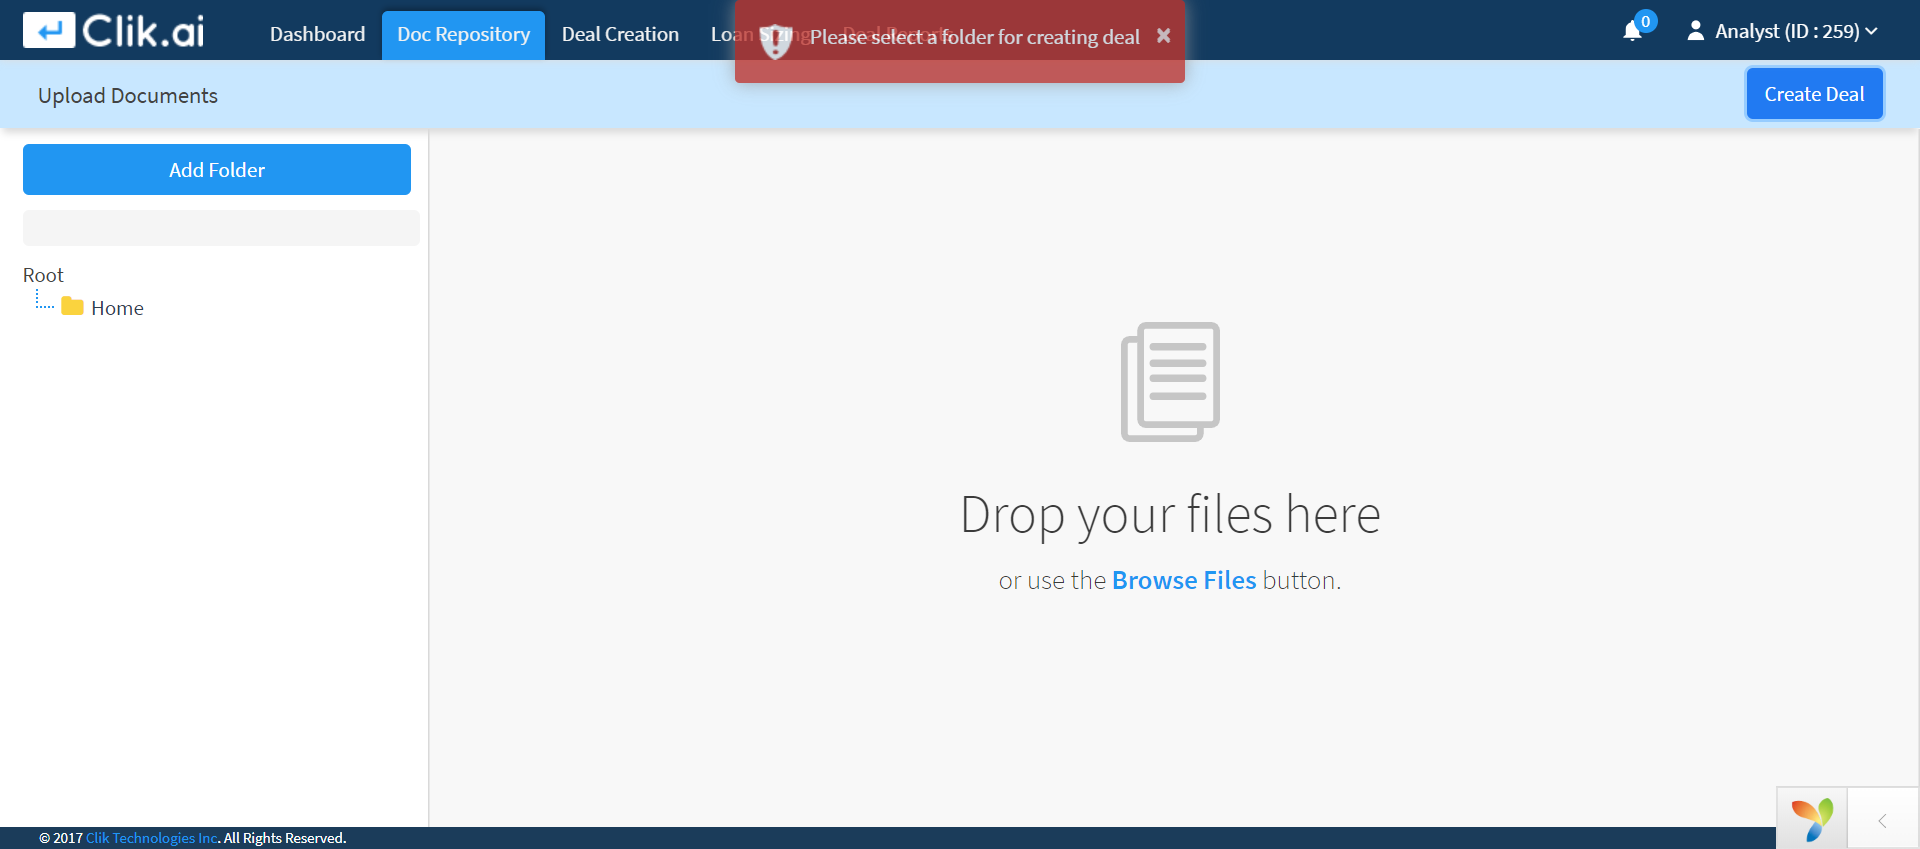 Clik.ai
Dashboard
Doc Repository
Deal Creation
Loan Sizing
Deal Reports
Please select a folder for creating deal ×
0
Analyst (ID : 259)
Upload Documents
Create Deal
Add Folder
Root
Home
Drop your files here
or use the Browse Files button.
© 2017 Clik Technologies Inc. All Rights Reserved.